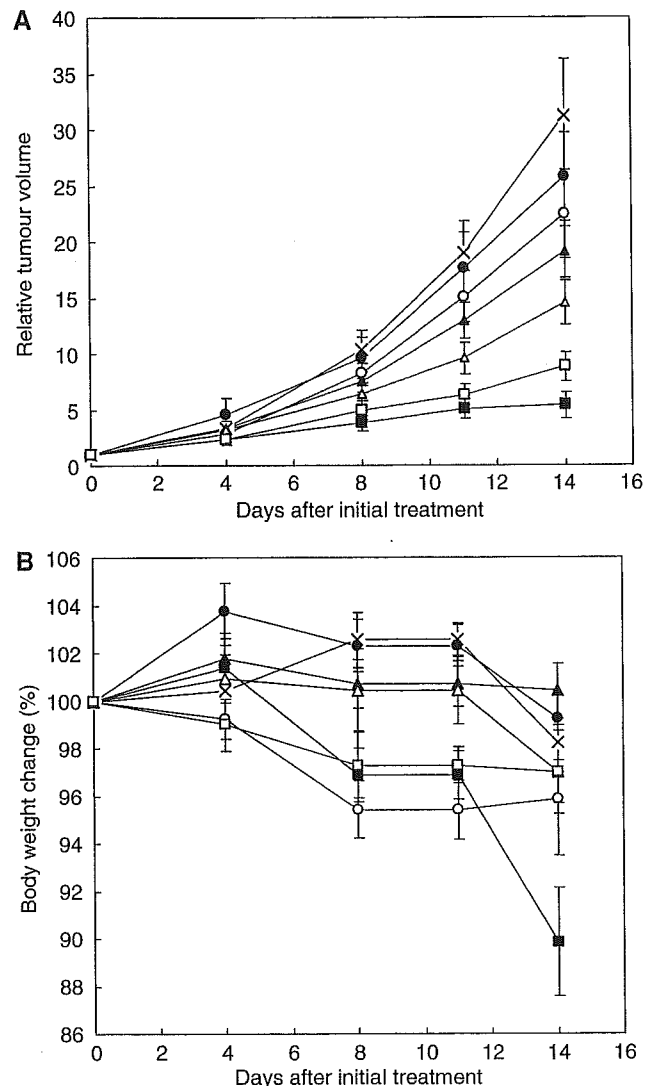 A
40
35
30
25
20
15
10
5
0
Relative tumour volume
0 2 4 6 8 10 12 14 16
Days after initial treatment
B
106
104
102
100
98
96
94
92
90
88
86
Body weight change (%)
0 2 4 6 8 10 12 14 16
Days after initial treatment